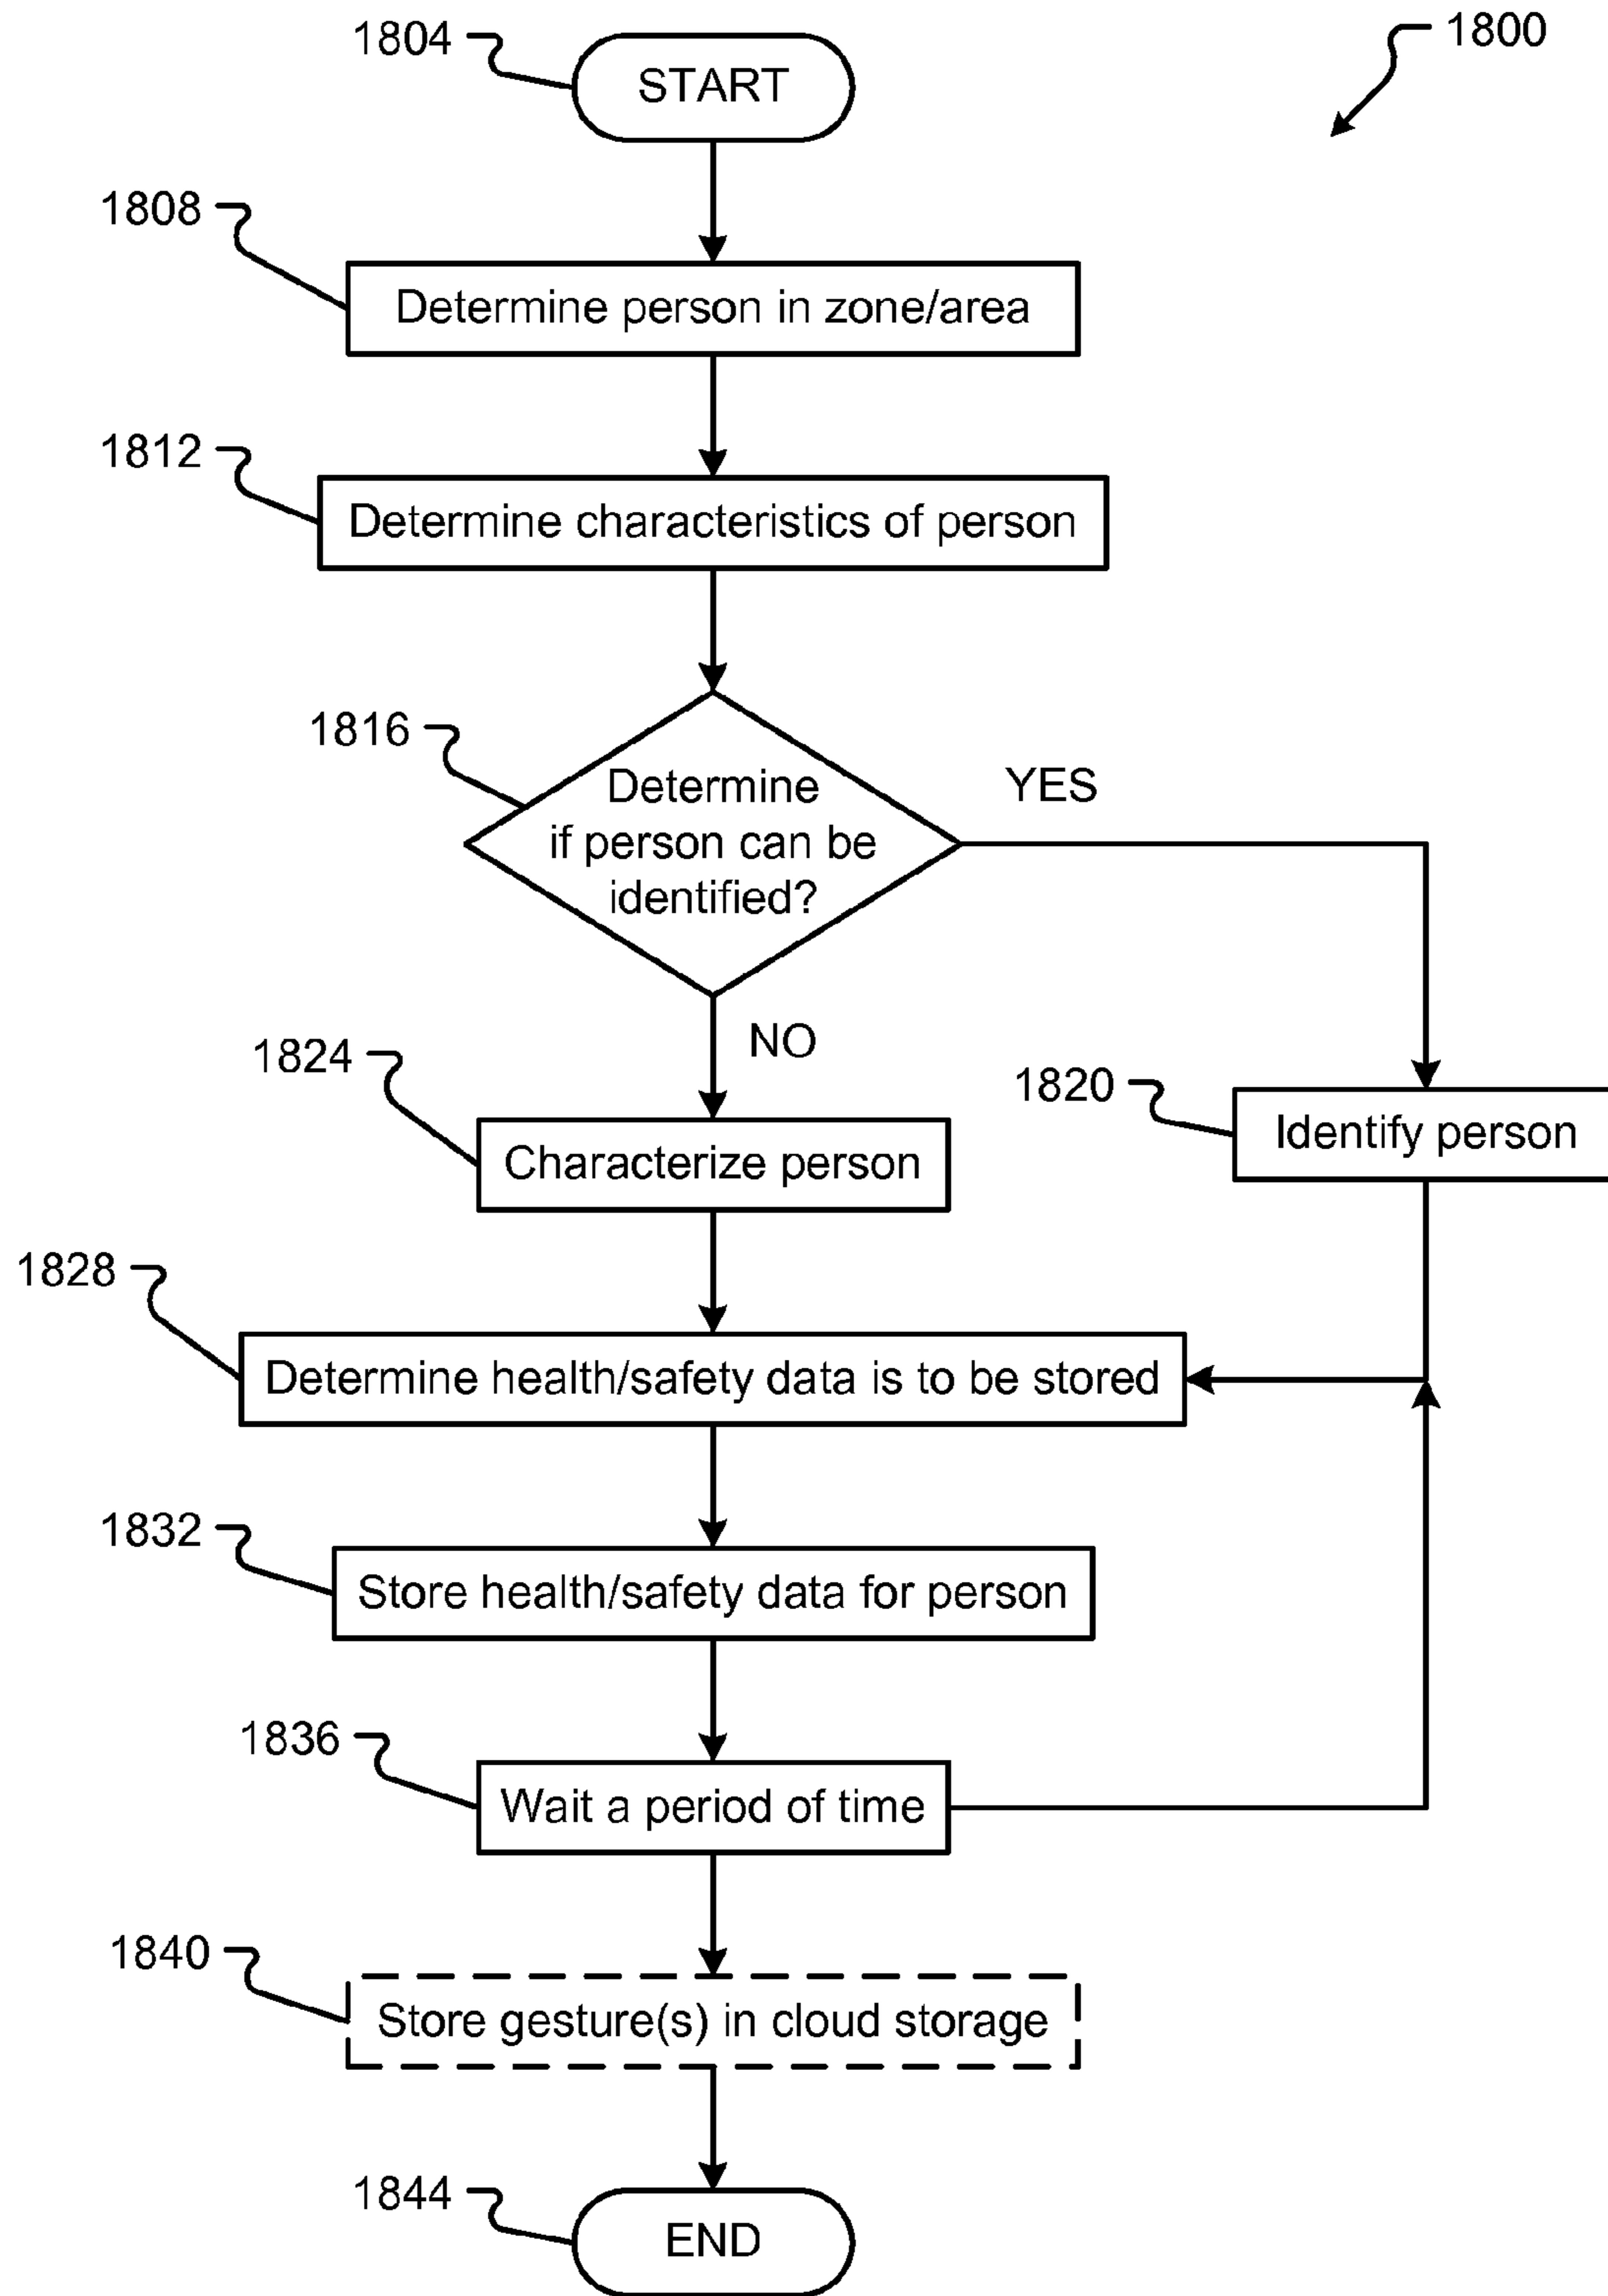 1800
1804
START
1808
Determine person in zone/area
1812
Determine characteristics of person
1816
Determine
if person can be
identified?
YES
NO
1824
Characterize person
1820
Identify person
1828
Determine health/safety data is to be stored
1832
Store health/safety data for person
1836
Wait a period of time
1840
Store gesture(s) in cloud storage
1844
END